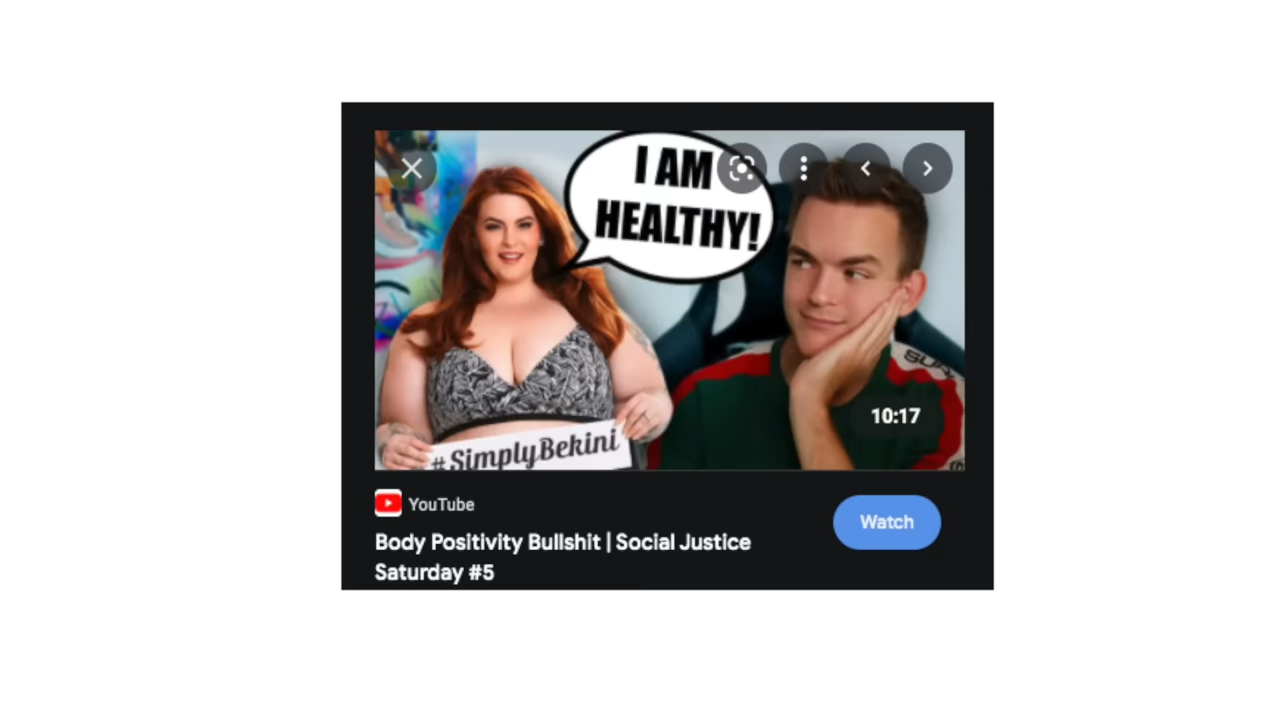 I AM
HEALTHY!
#SimplyBekini
10:17
YouTube
Watch
Body Positivity Bullshit | Social Justice
Saturday #5